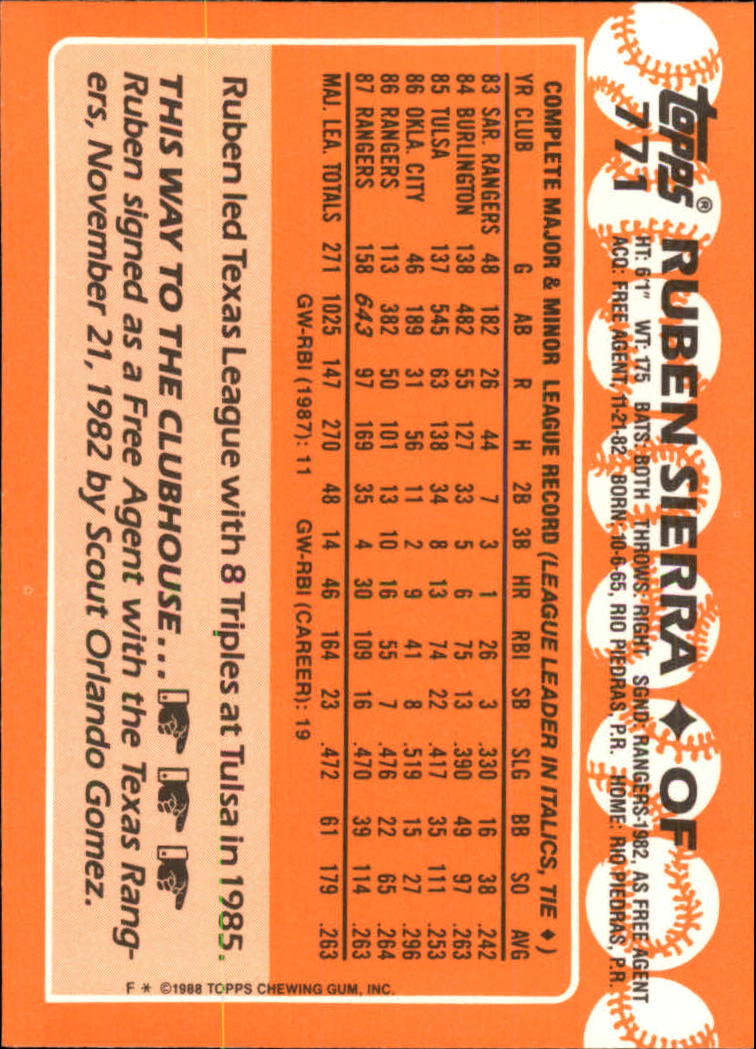 topps®
771 RUBEN SIERRA ♦ OF
HT: 6'1" WT: 175 BATS: BOTH THROWS: RIGHT SGND: RANGERS-1982, AS FREE AGENT
ACQ: FREE AGENT, 11-21-82 BORN: 10-6-65, RIO PIEDRAS, P.R. HOME: RIO PIEDRAS, P.R.
COMPLETE MAJOR & MINOR LEAGUE RECORD (LEAGUE LEADER IN ITALICS, TIE ♦)
YR CLUB G AB R H 2B 3B HR RBI SB SLG BB SO AVG
83 SAR. RANGERS 48 182 26 44 7 3 1 26 3 .330 16 38 .242
84 BURLINGTON 138 482 55 127 33 5 6 75 13 .390 49 97 .263
85 TULSA 137 545 63 138 34 8 13 74 22 .417 35 111 .253
86 OKLA. CITY 46 189 31 56 11 2 9 41 8 .519 15 27 .296
86 RANGERS 113 382 50 101 13 10 16 55 7 .476 22 65 .264
87 RANGERS 158 643 97 169 35 4 30 109 16 .470 39 114 .263
MAJ. LEA. TOTALS 271 1025 147 270 48 14 46 164 23 .472 61 179 .263
GW-RBI (1987): 11 GW-RBI (CAREER): 19
Ruben led Texas League with 8 Triples at Tulsa in 1985.
THIS WAY TO THE CLUBHOUSE...
Ruben signed as a Free Agent with the Texas Rang-
ers, November 21, 1982 by Scout Orlando Gomez.
F * ©1988 TOPPS CHEWING GUM, INC.